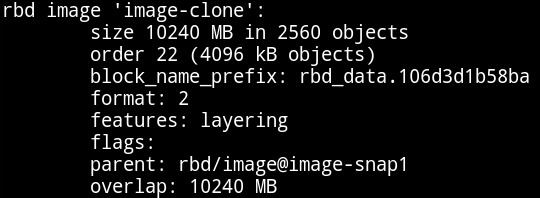 rbd image 'image-clone':
size 10240 MB in 2560 objects
order 22 (4096 kB objects)
block_name_prefix: rbd_data.106d3d1b58ba
format: 2
features: layering
flags:
parent: rbd/image@image-snap1
overlap: 10240 MB